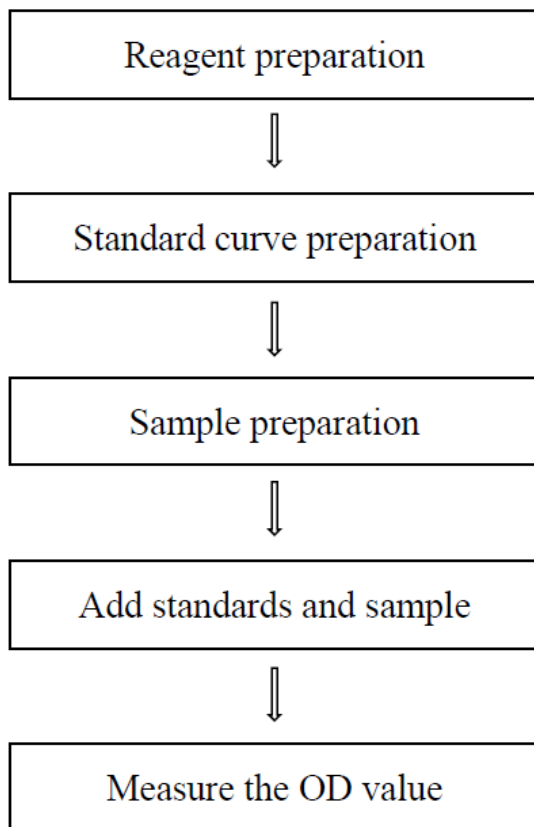 Reagent preparation
Standard curve preparation
Sample preparation
Add standards and sample
Measure the OD value